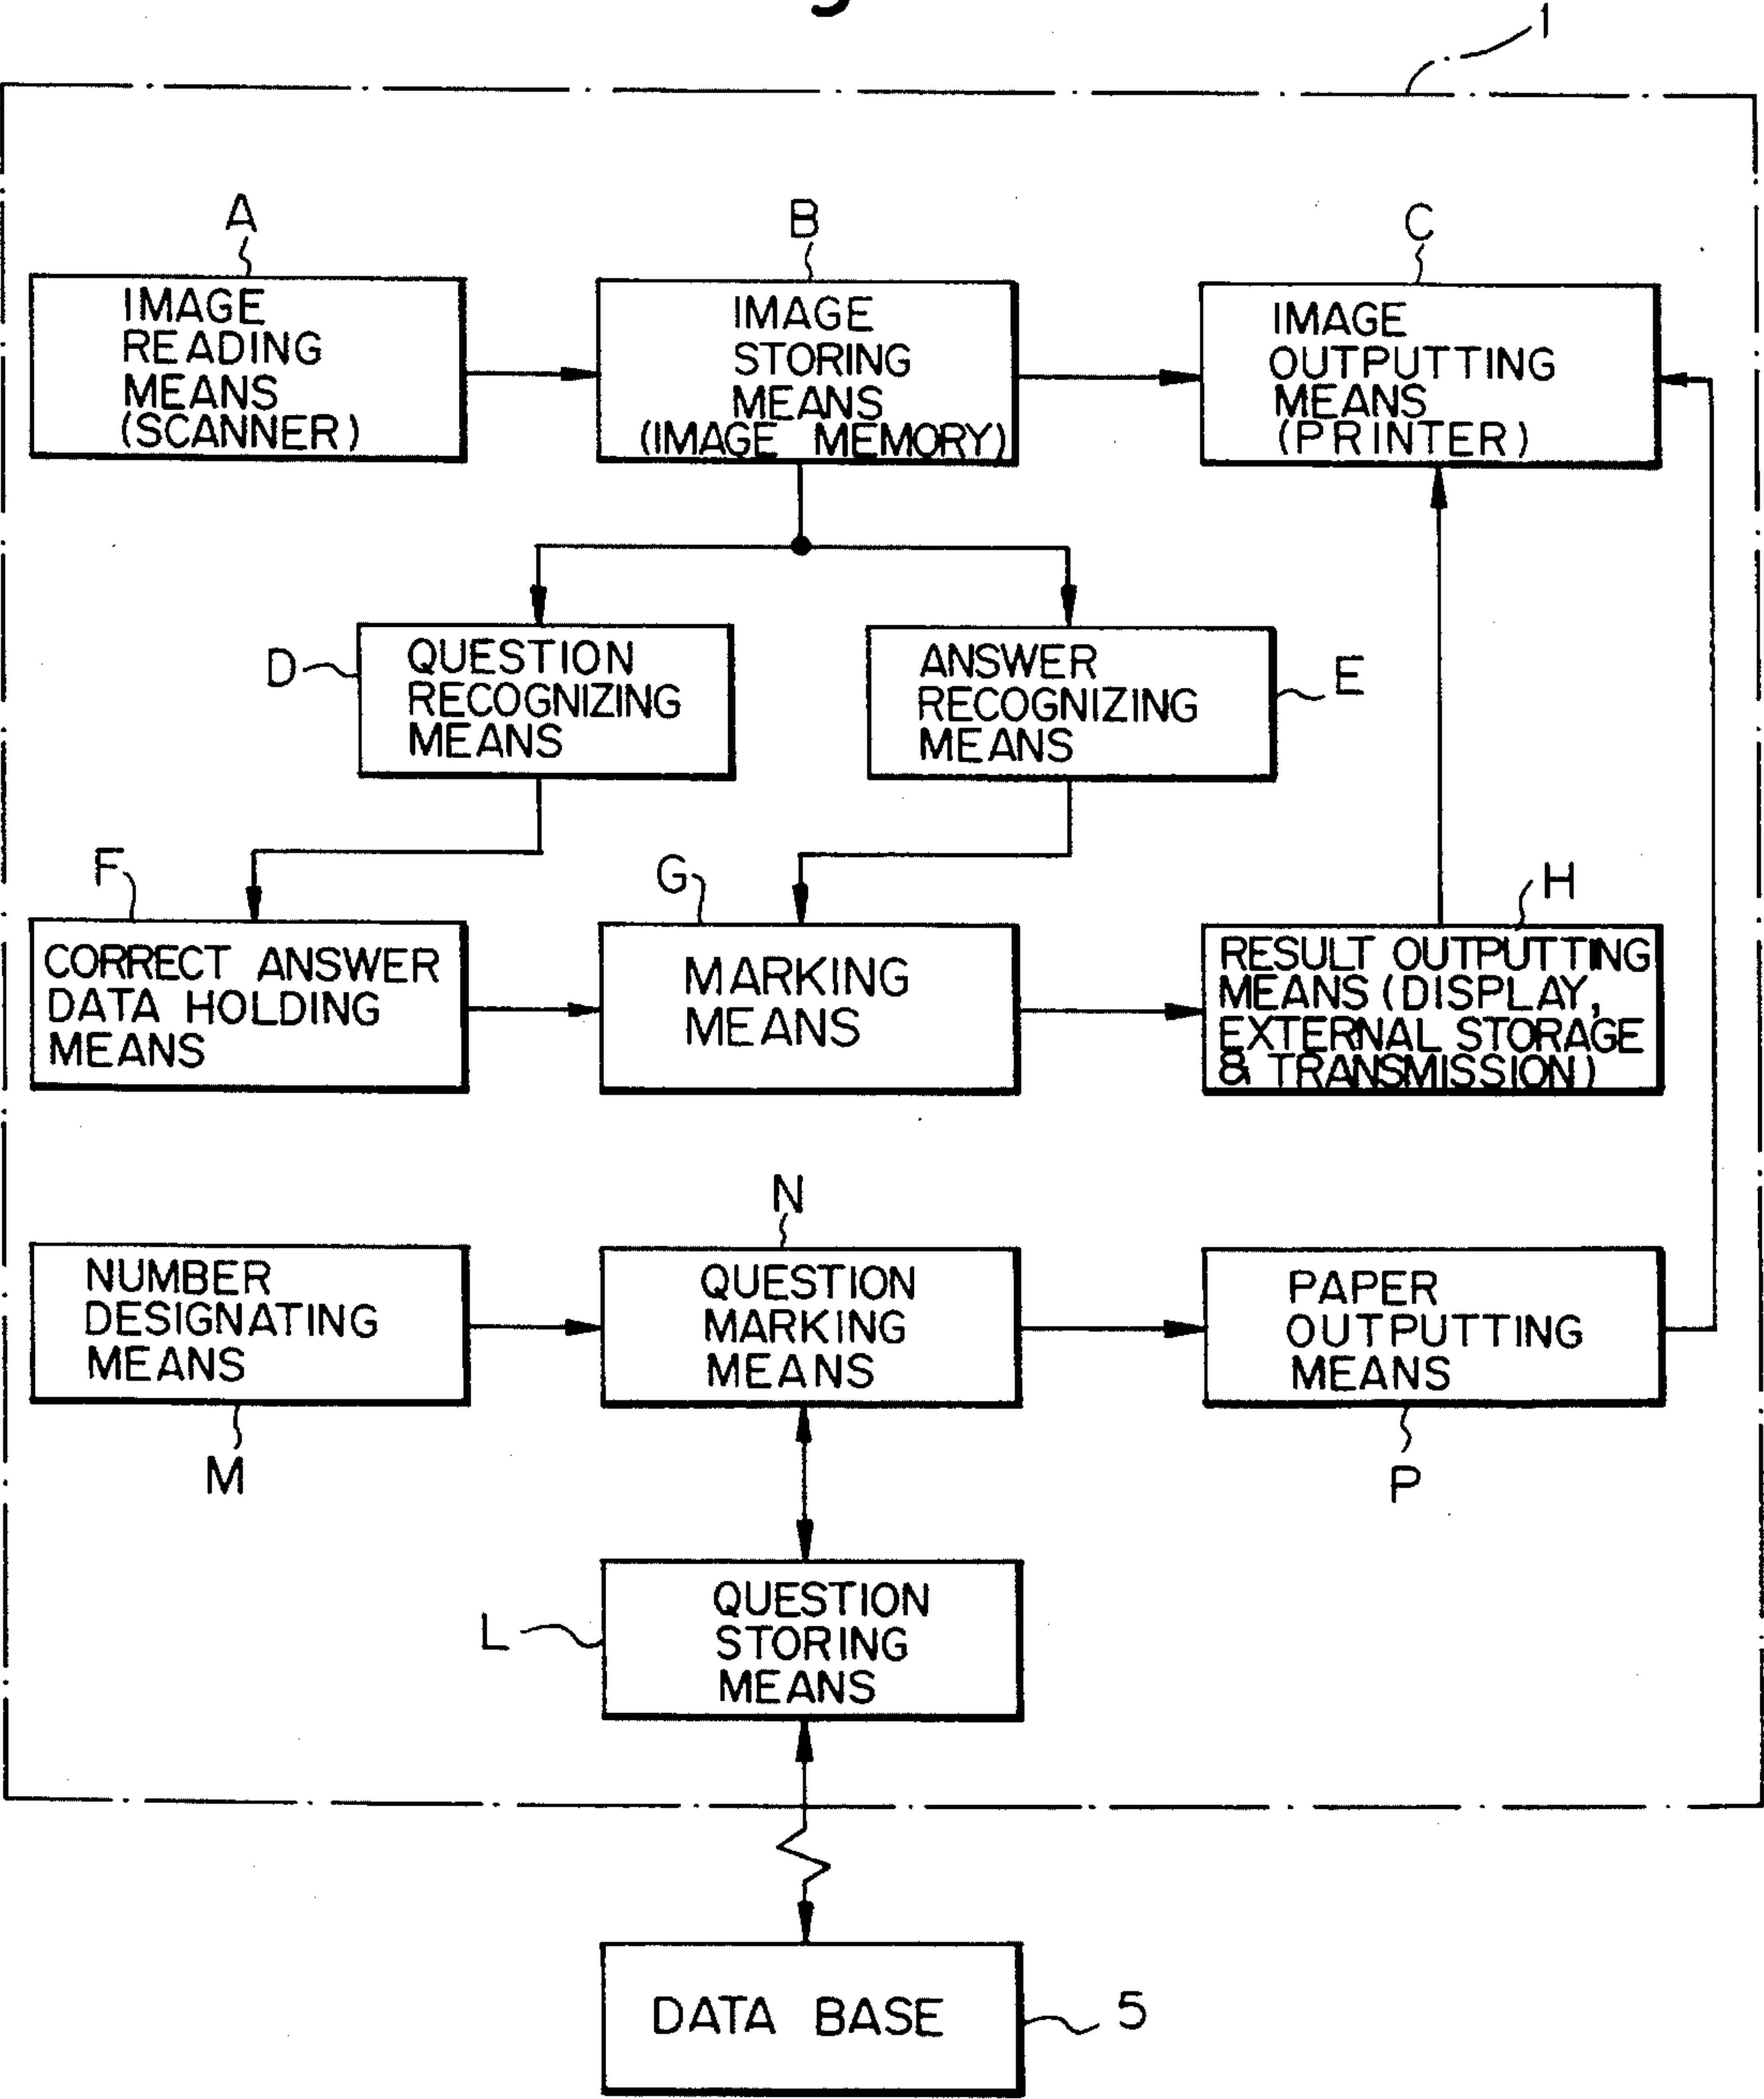 1
A
B
C
IMAGE
READING
MEANS
(SCANNER)
IMAGE
STORING
MEANS
(IMAGE MEMORY)
IMAGE
OUTPUTTING
MEANS
(PRINTER)
D
QUESTION
RECOGNIZING
MEANS
ANSWER
RECOGNIZING
MEANS
E
F
G
H
CORRECT ANSWER
DATA HOLDING
MEANS
MARKING
MEANS
RESULT OUTPUTTING
MEANS (DISPLAY,
EXTERNAL STORAGE
& TRANSMISSION)
N
NUMBER
DESIGNATING
MEANS
QUESTION
MARKING
MEANS
PAPER
OUTPUTTING
MEANS
M
P
L
QUESTION
STORING
MEANS
DATA BASE
5